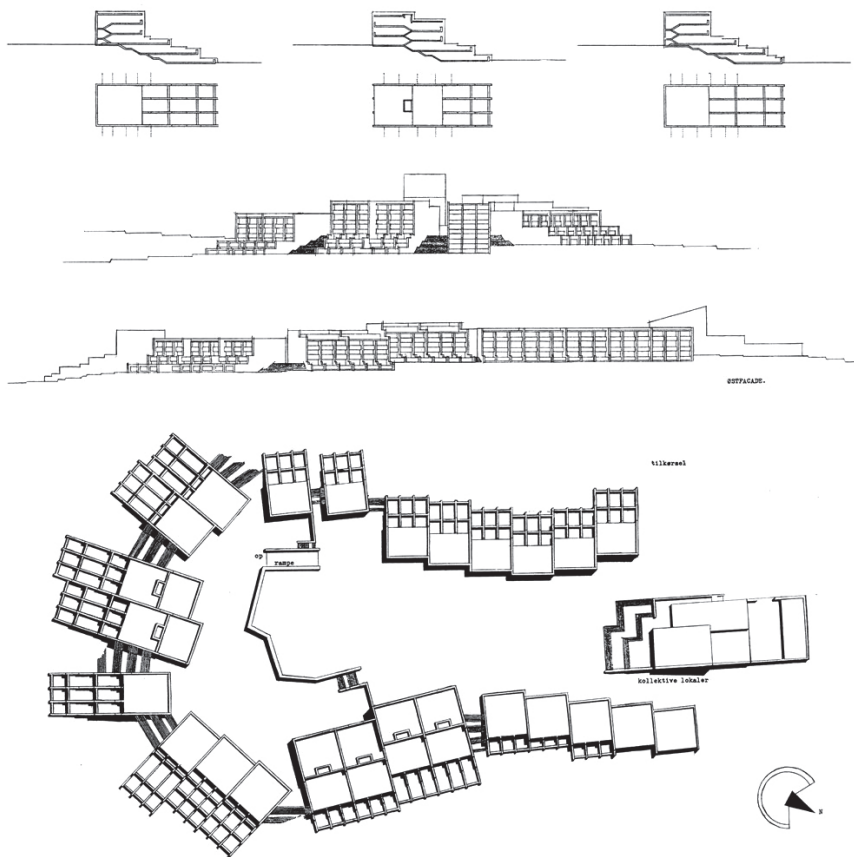 ØSTFACADE.
tilkørsel
op
rampe
kollektive lokaler
N